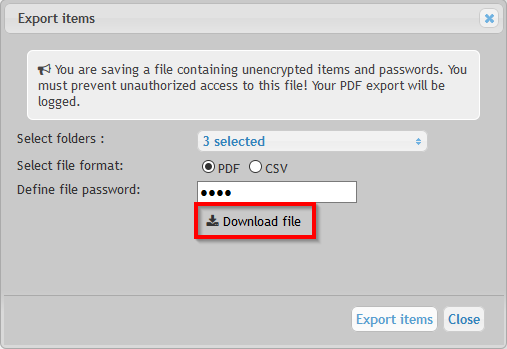 Export items
You are saving a file containing unencrypted items and passwords. You
must prevent unauthorized access to this file! Your PDF export will be
logged.
Select folders :
3 selected
Select file format:
PDF CSV
Define file password:
●●●●
Download file
Export items Close